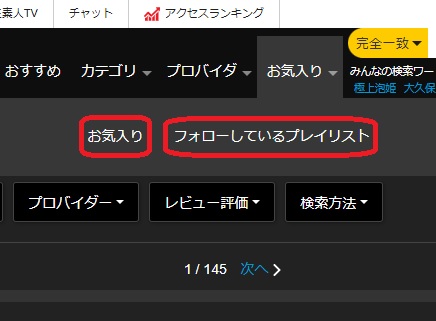 素人TV チャット アクセスランキング
完全一致
おすすめ カテゴリ プロバイダ お気入り
みんなの検索ワー
極上泡姫 大久保
お気入り フォローしているプレイリスト
プロバイダー レビュー評価 検索方法
1 / 145 次へ